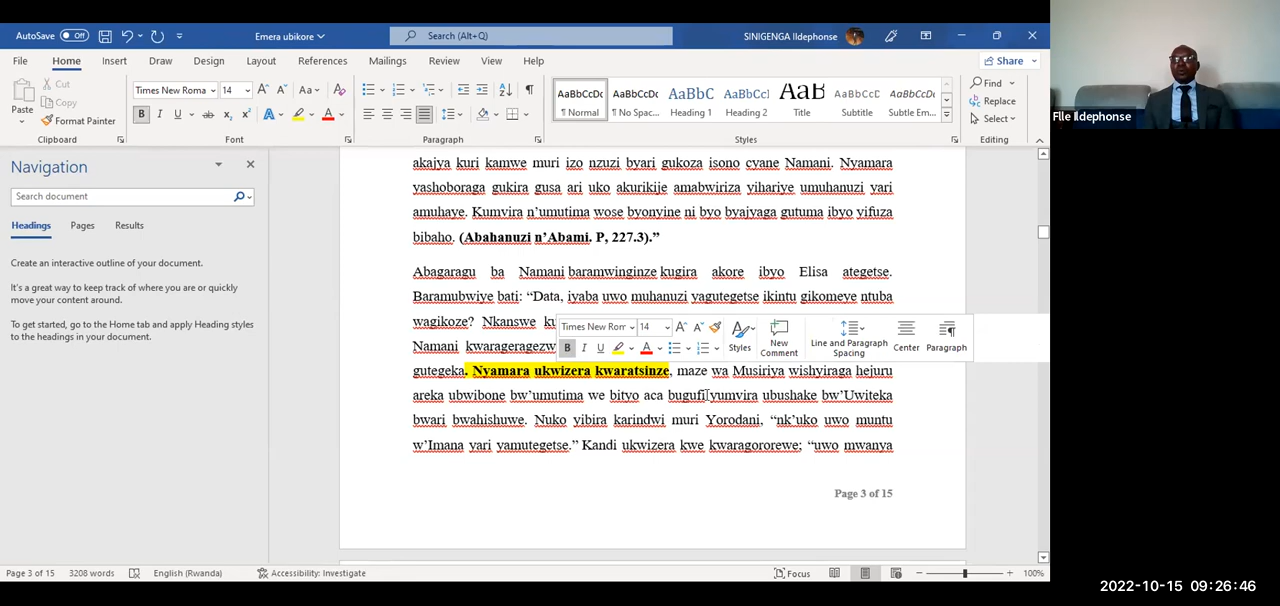 AutoSave Off
Emera ubikore
Search (Alt+Q)
SINIGENGA Ildephonse
File Home Insert Draw Design Layout References Mailings Review View Help
Share
Paste
Cut
Copy
Format Painter
Clipboard
Times New Roma 14
Font
Paragraph
AaBbCcDc AaBbCcDc AaBbC AaBbCc AaB AaBbCcD AaBbCcDc
¶ Normal ¶ No Spac... Heading 1 Heading 2 Title Subtitle Subtle Em...
Styles
Find
Replace
Select
Editing
Navigation
Search document
Headings Pages Results
Create an interactive outline of your document.
It's a great way to keep track of where you are or quickly
move your content around.
To get started, go to the Home tab and apply Heading styles
to the headings in your document.
akajya kuri kamwe muri izo nzuzi byari gukoza isono cyane Namani. Nyamara
yashoboraga gukira gusa ari uko akurikije amabwiriza yihariye umuhanuzi yari
amuhaye. Kumvira n'umutima wose byonyine ni byo byajyaga gutuma ibyo yifuza
bibaho. (Abahanuzi n'Abami. P, 227.3)."
Abagaragu ba Namani baramwinginze kugira akore ibyo Elisa ategetse.
Baramubwiye bati: "Data, iyaba uwo muhanuzi yagutegetse ikintu gikomeye ntuba
wagikoze? Nkanswe
Namani kwarageragezw
gutegeka. Nyamara ukwizera kwaratsinze, maze wa Musiriya wishyiraga hejuru
areka ubwibone bw'umutima we bitvo aca bugufi yumvira ubushake bw'Uwiteka
bwari bwahishuwe. Nuko yibira karindwi muri Yorodani, "nk'uko uwo muntu
w'Imana yari yamutegetse." Kandi ukwizera kwe kwaragororewe; "uwo mwanya
Page 3 of 15
Times New Rom 14
Styles
New
Comment
Line and Paragraph
Spacing
Center
Paragraph
Page 3 of 15 3208 words English (Rwanda) Accessibility: Investigate
Focus
100%
Flle Ildephonse
2022-10-15 09:26:46